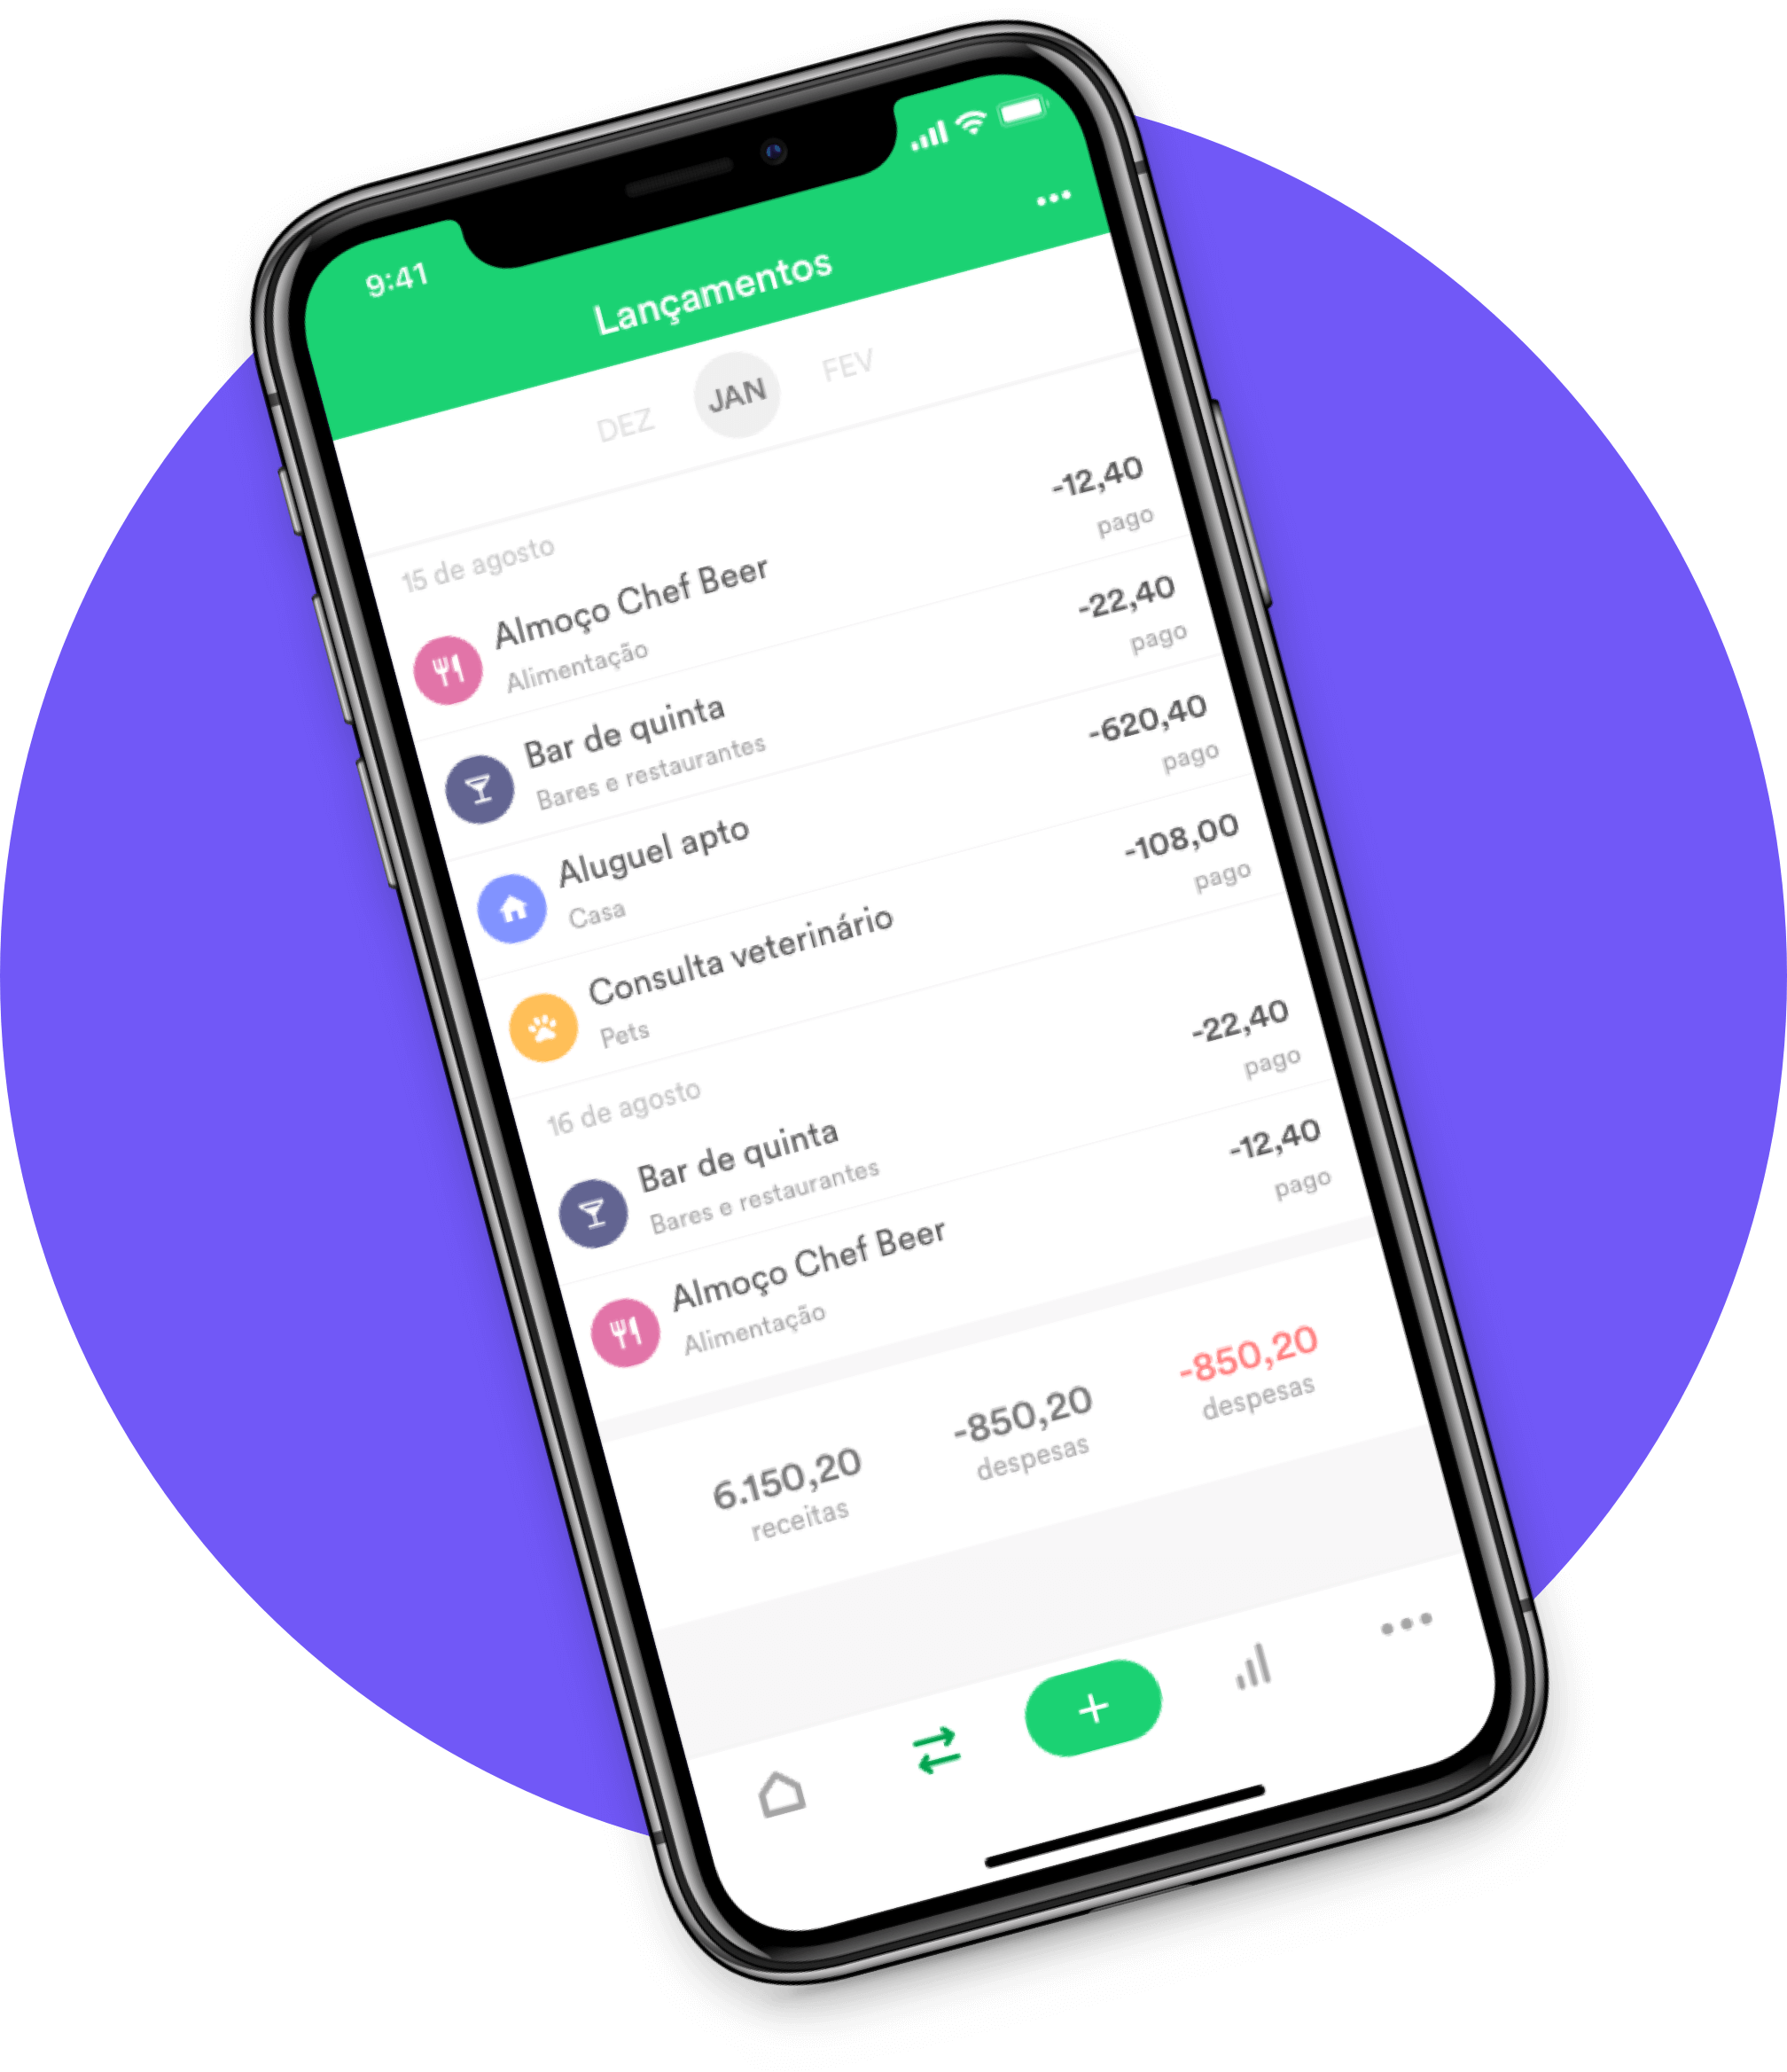 9:41
Lançamentos
DEZ JAN FEV
15 de agosto
Almoço Chef Beer -12,40
Alimentação pago
Bar de quinta -22,40
Bares e restaurantes pago
Aluguel apto -620,40
Casa pago
Consulta veterinário -108,00
Pets pago
16 de agosto
Bar de quinta -22,40
Bares e restaurantes pago
Almoço Chef Beer -12,40
Alimentação pago
6.150,20 -850,20 -850,20
receitas despesas despesas